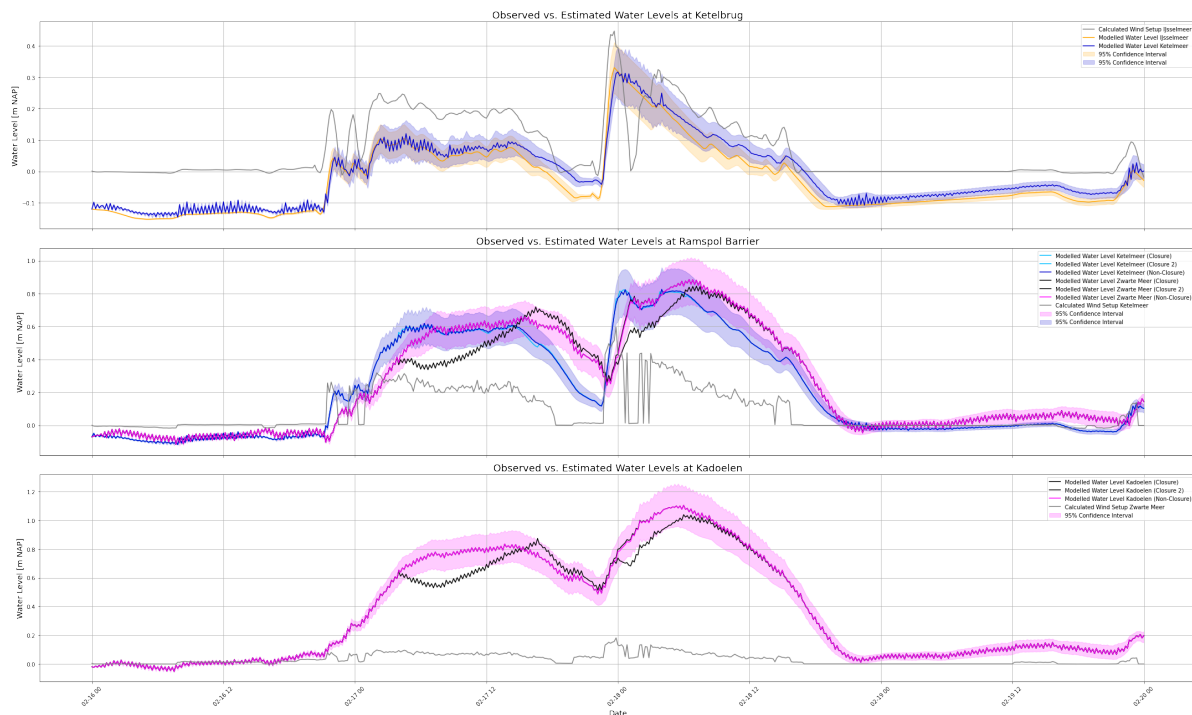 Observed vs. Estimated Water Levels at Ketelbrug
Water Level [m NAP]
0.4
0.3
0.2
0.1
0.0
−0.1
Calculated Wind Setup IJsselmeer
Modelled Water Level IJsselmeer
Modelled Water Level Ketelmeer
95% Confidence Interval
95% Confidence Interval
Observed vs. Estimated Water Levels at Ramspol Barrier
Water Level [m NAP]
1.0
0.8
0.6
0.4
0.2
0.0
Modelled Water Level Ketelmeer (Closure)
Modelled Water Level Ketelmeer (Closure 2)
Modelled Water Level Ketelmeer (Non-Closure)
Modelled Water Level Zwarte Meer (Closure)
Modelled Water Level Zwarte Meer (Closure 2)
Modelled Water Level Zwarte Meer (Non-Closure)
Calculated Wind Setup Ketelmeer
95% Confidence Interval
95% Confidence Interval
Observed vs. Estimated Water Levels at Kadoelen
Water Level [m NAP]
1.2
1.0
0.8
0.6
0.4
0.2
0.0
Modelled Water Level Kadoelen (Closure)
Modelled Water Level Kadoelen (Closure 2)
Modelled Water Level Kadoelen (Non-Closure)
Calculated Wind Setup Zwarte Meer
95% Confidence Interval
02-16 00
02-16 12
02-17 00
02-17 12
02-18 00
02-18 12
02-19 00
02-19 12
02-20 00
Date